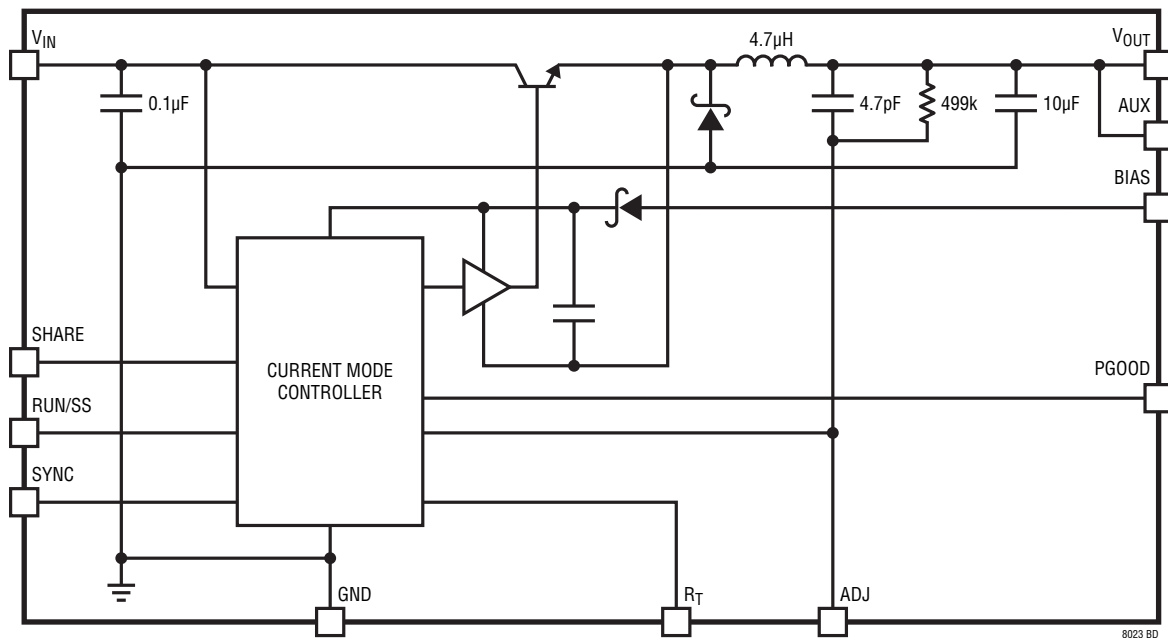 VIN
4.7µH
VOUT
0.1µF
4.7pF
499k
10µF
AUX
BIAS
SHARE
CURRENT MODE
CONTROLLER
PGOOD
RUN/SS
SYNC
GND
RT
ADJ
8023 BD